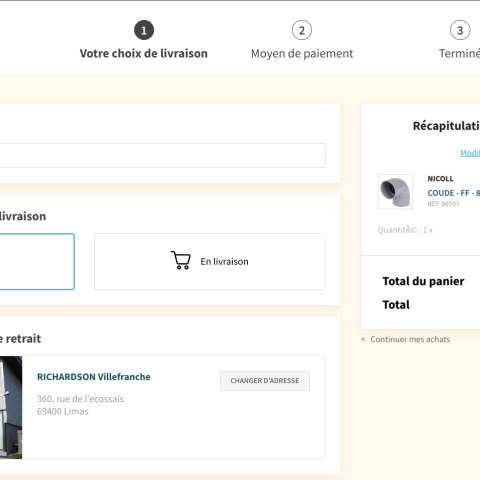 1
Votre choix de livraison
2
Moyen de paiement
3
Terminé
Récapitulati
Modif
NICOLL
COUDE - FF - 8
REF 90597
QuantitÃ© : 1 x
Total du panier
Total
< Continuer mes achats
livraison
En livraison
e retrait
RICHARDSON Villefranche
360, rue de l'ecossais
69400 Limas
CHANGER D'ADRESSE